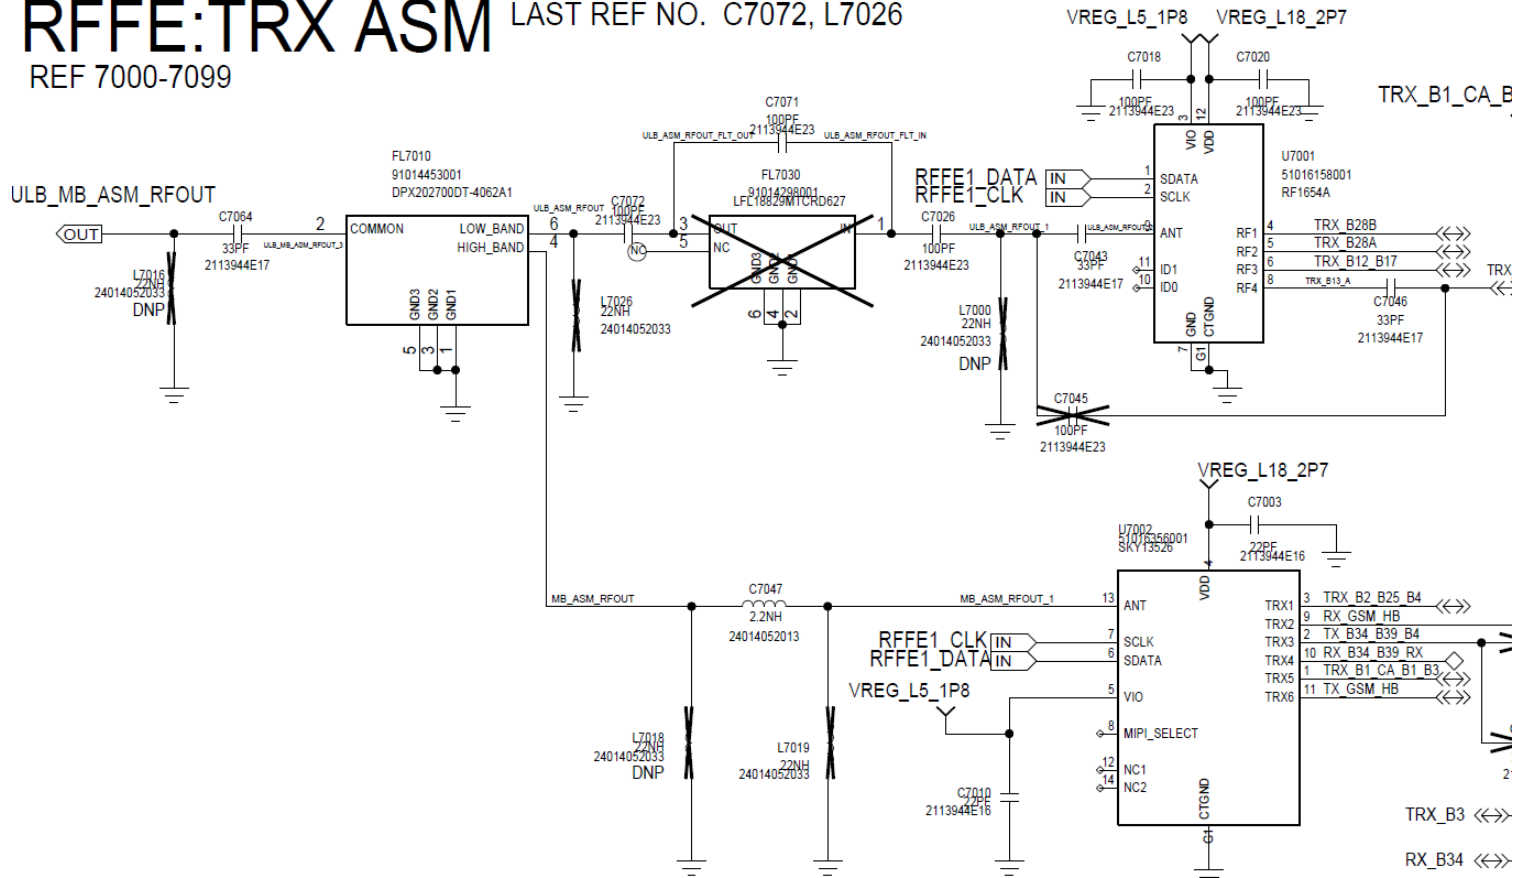 RFFE:TRX ASM
LAST REF NO. C7072, L7026
REF 7000-7099
VREG_L5_1P8
VREG_L18_2P7
C7018
100PF
2113944E23
C7020
100PF
2113944E23
TRX_B1_CA_B
C7071
100PF
2113944E23
ULB_ASM_RFOUT_FLT_OUT
ULB_ASM_RFOUT_FLT_IN
FL7010
91014453001
DPX202700DT-4062A1
FL7030
91014298001
LFL18829MTCRD627
ULB_MB_ASM_RFOUT
OUT
C7064
33PF
2113944E17
ULB_MB_ASM_RFOUT_3
2
COMMON
LOW_BAND
HIGH_BAND
6
4
GND3
GND2
GND1
5
3
1
ULB_ASM_RFOUT
C7072
100PF
2113944E23
NC
3
5
OUT
NC
IN
1
GND3
GND2
6
4
2
L7016
22NH
24014052033
DNP
L7026
22NH
24014052033
RFFE1_DATA
IN
RFFE1_CLK
IN
C7026
100PF
2113944E23
ULB_ASM_RFOUT_1
C7043
33PF
2113944E17
L7000
22NH
24014052033
DNP
C7045
100PF
2113944E23
3
12
VIO
VDD
U7001
51016158001
RF1654A
1
SDATA
2
SCLK
ANT
11
ID1
10
ID0
RF1
4
TRX_B28B
RF2
5
TRX_B28A
RF3
6
TRX_B12_B17
RF4
8
TRX_B13_A
GND
CTGND
7
G1
C7046
33PF
2113944E17
TRX
VREG_L18_2P7
C7003
22PF
2113944E16
U7002
51016356001
SKY13526
4
VDD
MB_ASM_RFOUT
C7047
2.2NH
24014052013
MB_ASM_RFOUT_1
13
ANT
RFFE1_CLK
IN
7
SCLK
RFFE1_DATA
IN
6
SDATA
VREG_L5_1P8
5
VIO
8
MIPI_SELECT
12
NC1
14
NC2
CTGND
G1
TRX1
3
TRX_B2_B25_B4
TRX2
9
RX_GSM_HB
TRX3
2
TX_B34_B39_B4
TRX4
10
RX_B34_B39_RX
TRX5
1
TRX_B1_CA_B1_B3
TRX6
11
TX_GSM_HB
L7018
22NH
24014052033
DNP
L7019
22NH
24014052033
C7010
22PF
2113944E16
2
TRX_B3
RX_B34